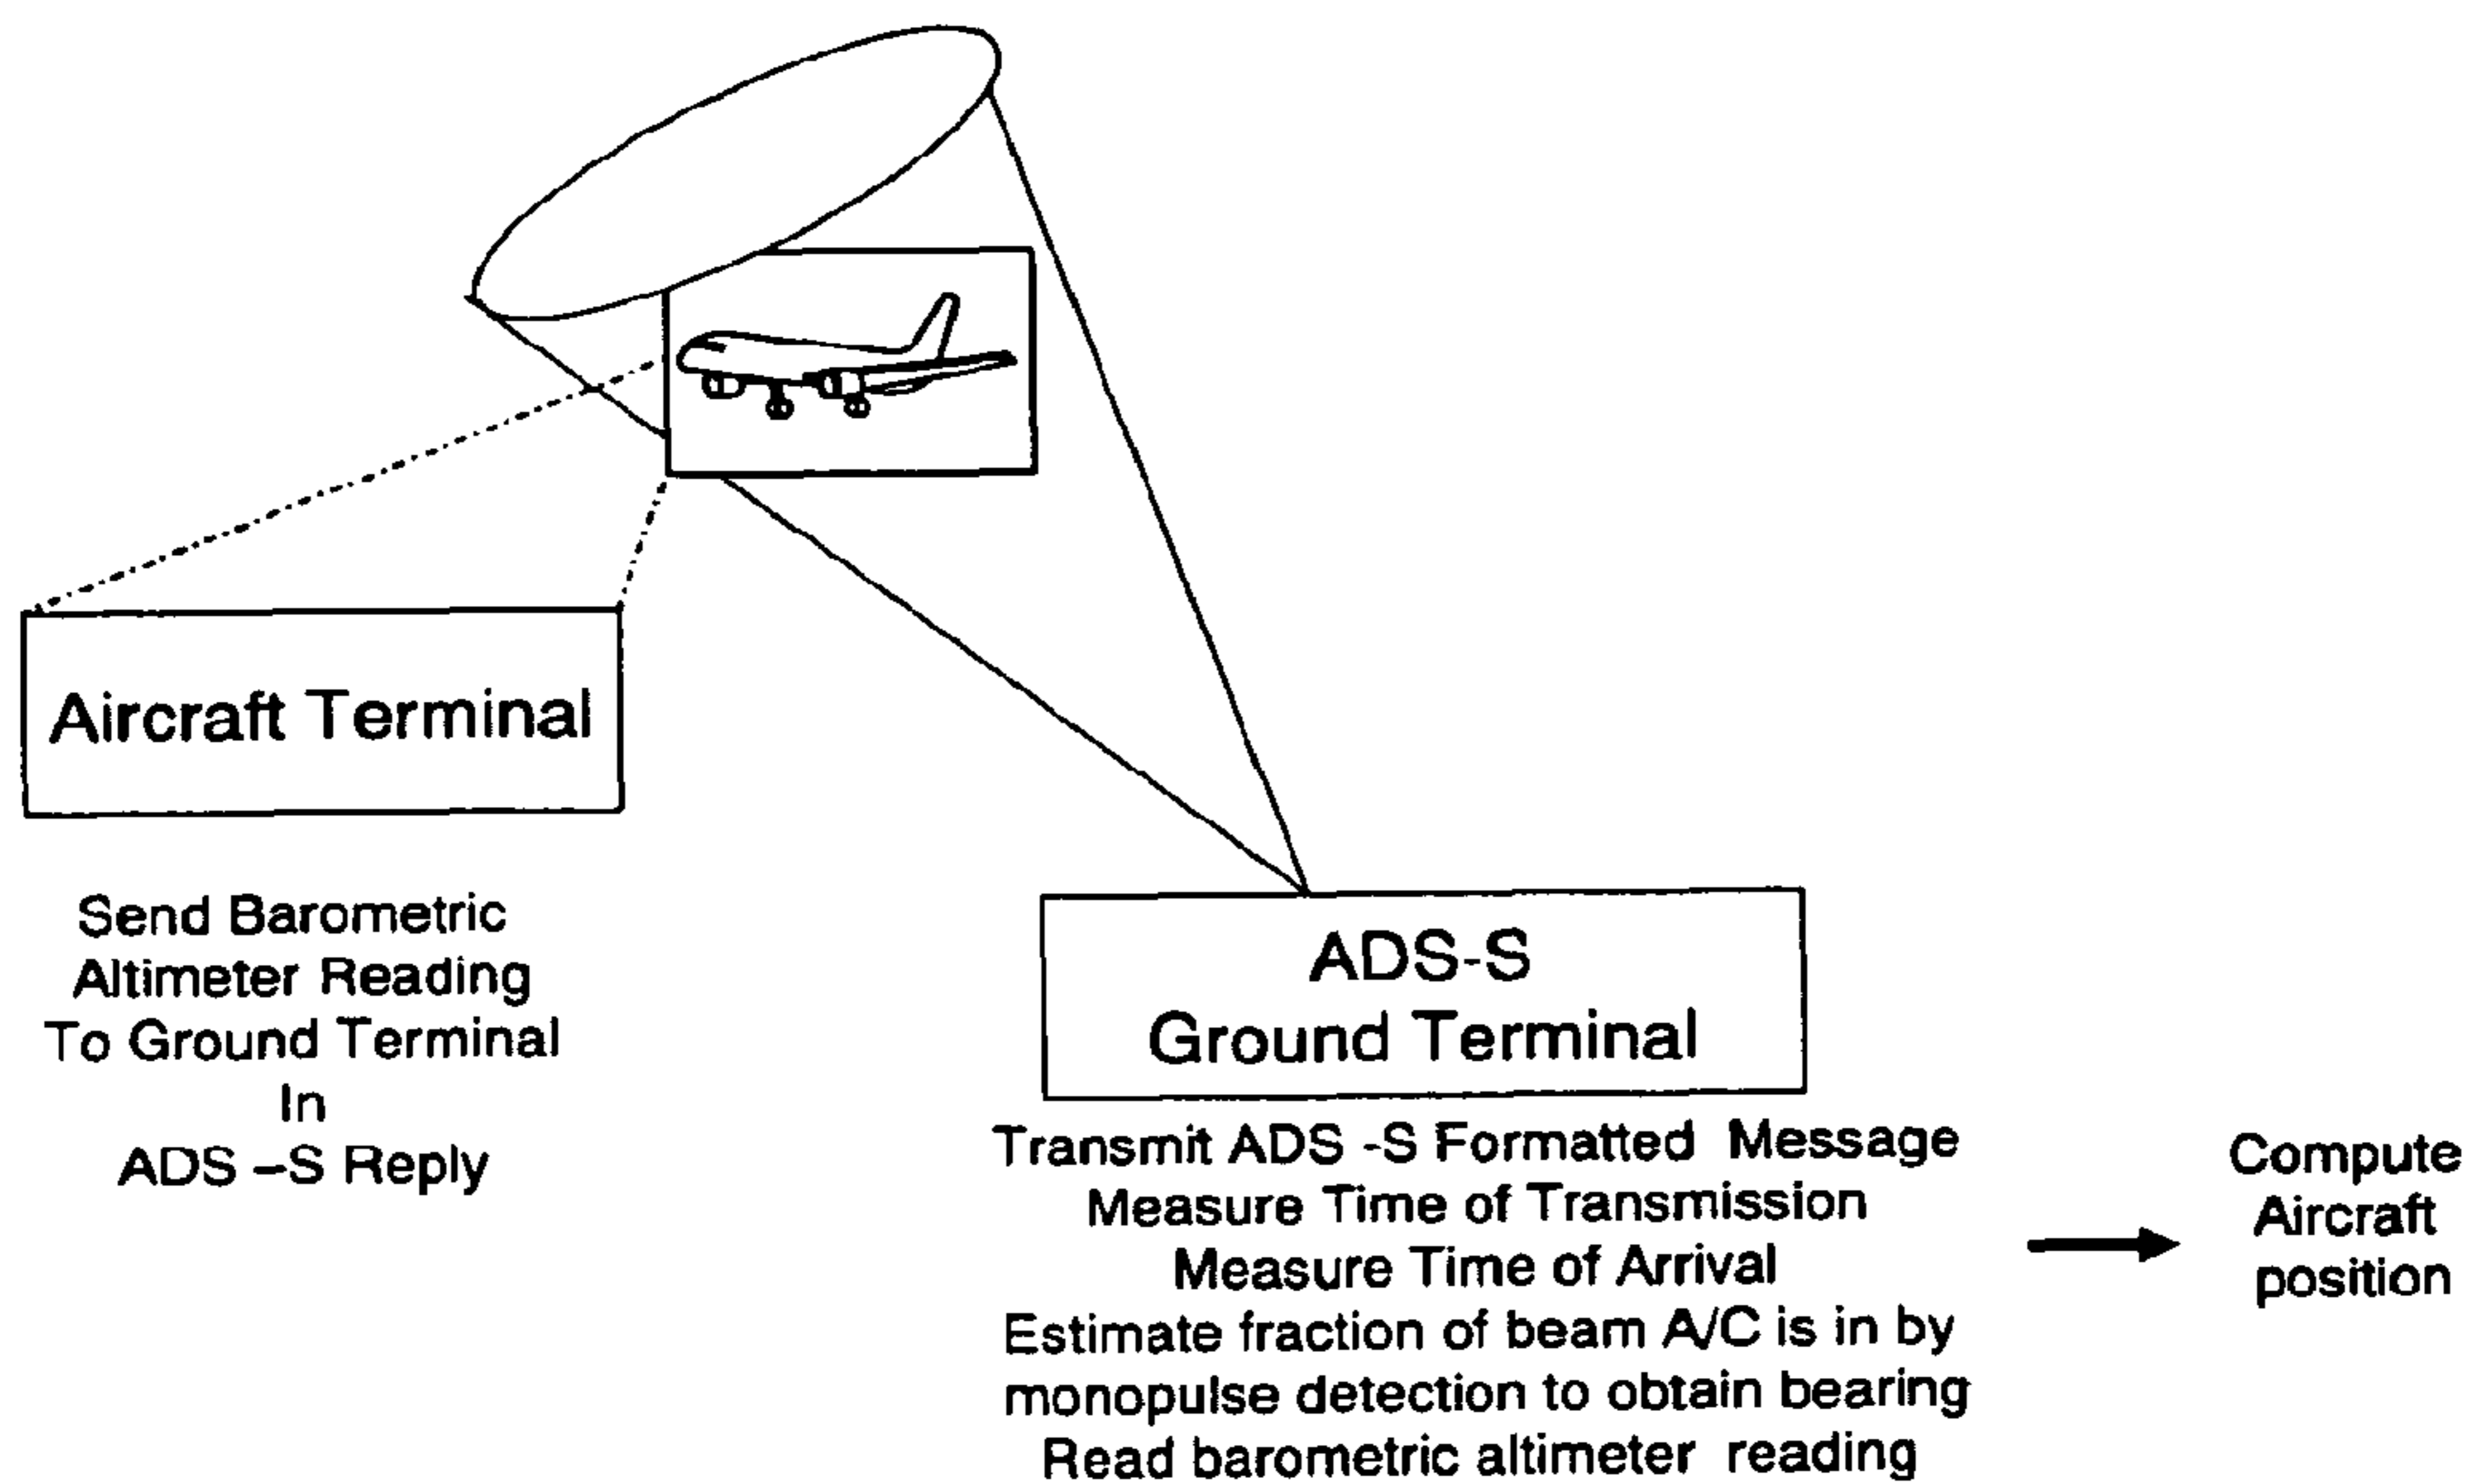 Aircraft Terminal
Send Barometric
Altimeter Reading
To Ground Terminal
In
ADS –S Reply
ADS-S
Ground Terminal
Transmit ADS -S Formatted Message
Measure Time of Transmission
Measure Time of Arrival
Estimate fraction of beam A/C is in by
monopulse detection to obtain bearing
Read barometric altimeter reading
Compute
Aircraft
position